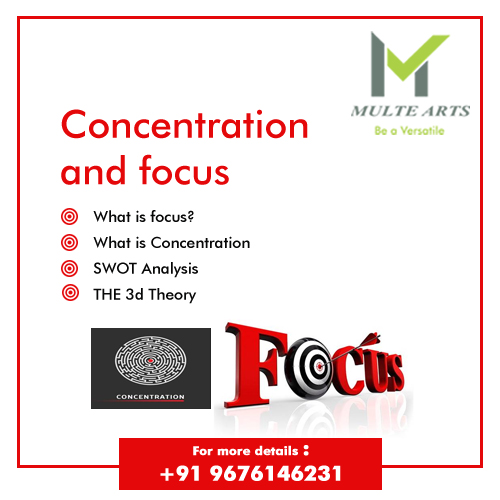 MULTE ARTS
Be a Versatile
Concentration
and focus
What is focus?
What is Concentration
SWOT Analysis
THE 3d Theory
CONCENTRATION
FOCUS
For more details :
+91 9676146231